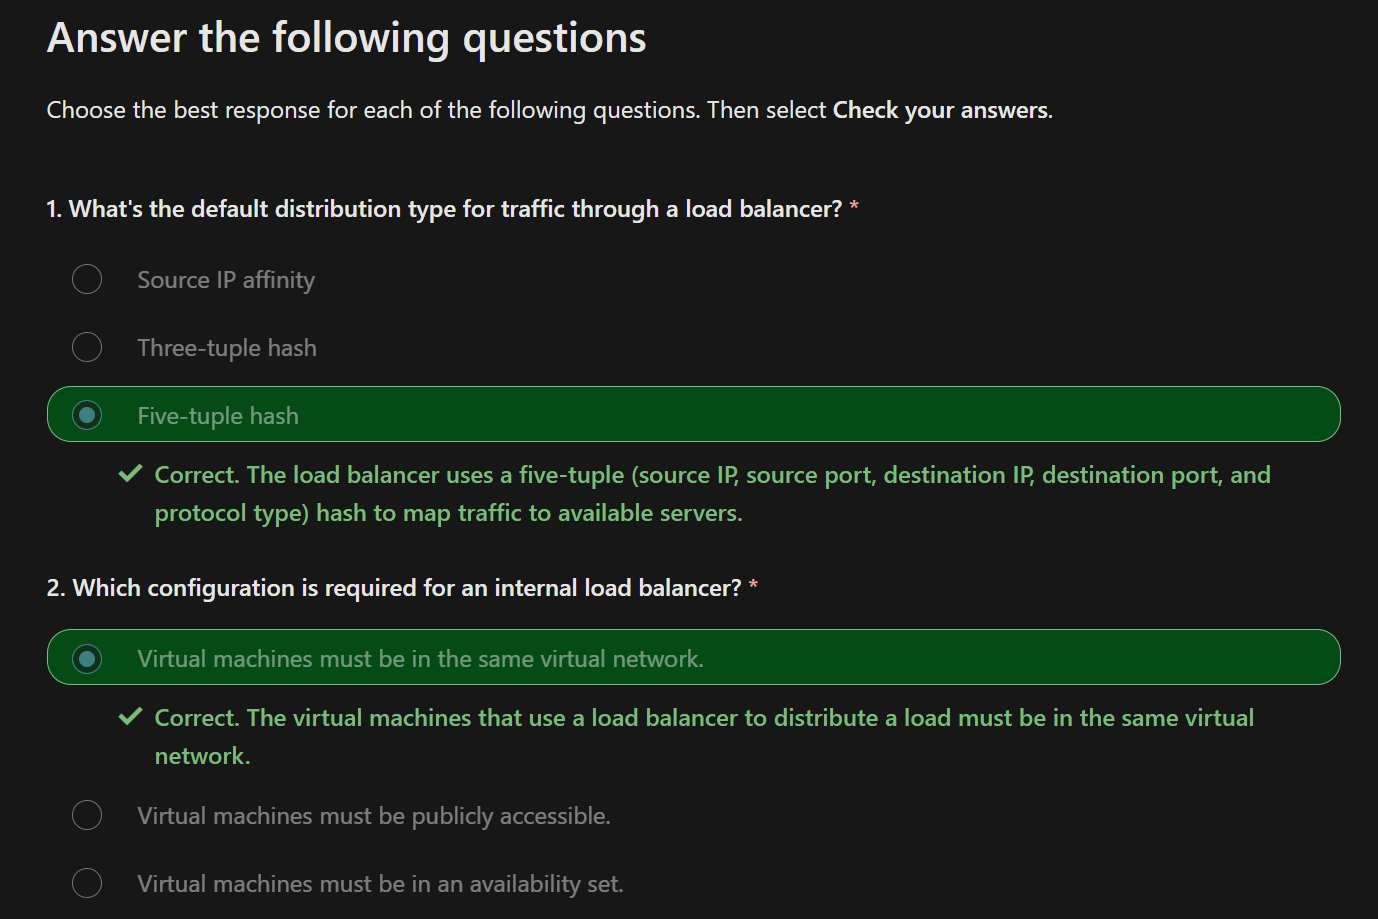 Answer the following questions
Choose the best response for each of the following questions. Then select Check your answers.
1. What's the default distribution type for traffic through a load balancer? *
Source IP affinity
Three-tuple hash
Five-tuple hash
Correct. The load balancer uses a five-tuple (source IP, source port, destination IP, destination port, and
protocol type) hash to map traffic to available servers.
2. Which configuration is required for an internal load balancer? *
Virtual machines must be in the same virtual network.
Correct. The virtual machines that use a load balancer to distribute a load must be in the same virtual
network.
Virtual machines must be publicly accessible.
Virtual machines must be in an availability set.